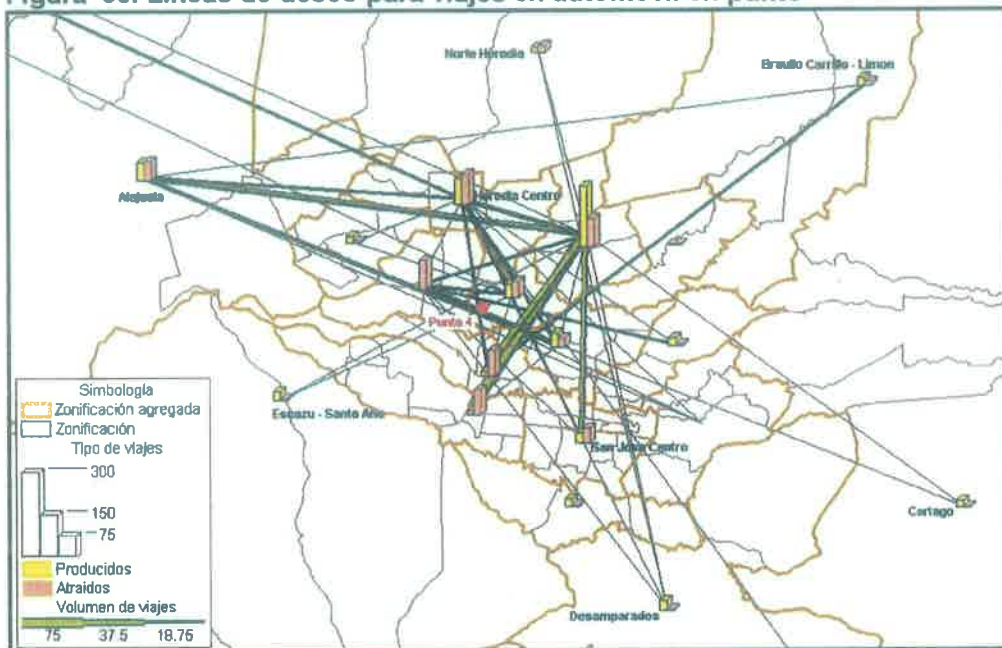 Norte Heredia
Braulio Carrillo - Limon
Alajuela
Heredia Centro
Punto 4
Escazu - Santa Ana
San Jose Centro
Cartago
Desamparados
Simbología
Zonificación agregada
Zonificación
Tipo de viajes
300
150
75
Producidos
Atraidos
Volumen de viajes
75 37.5 18.75